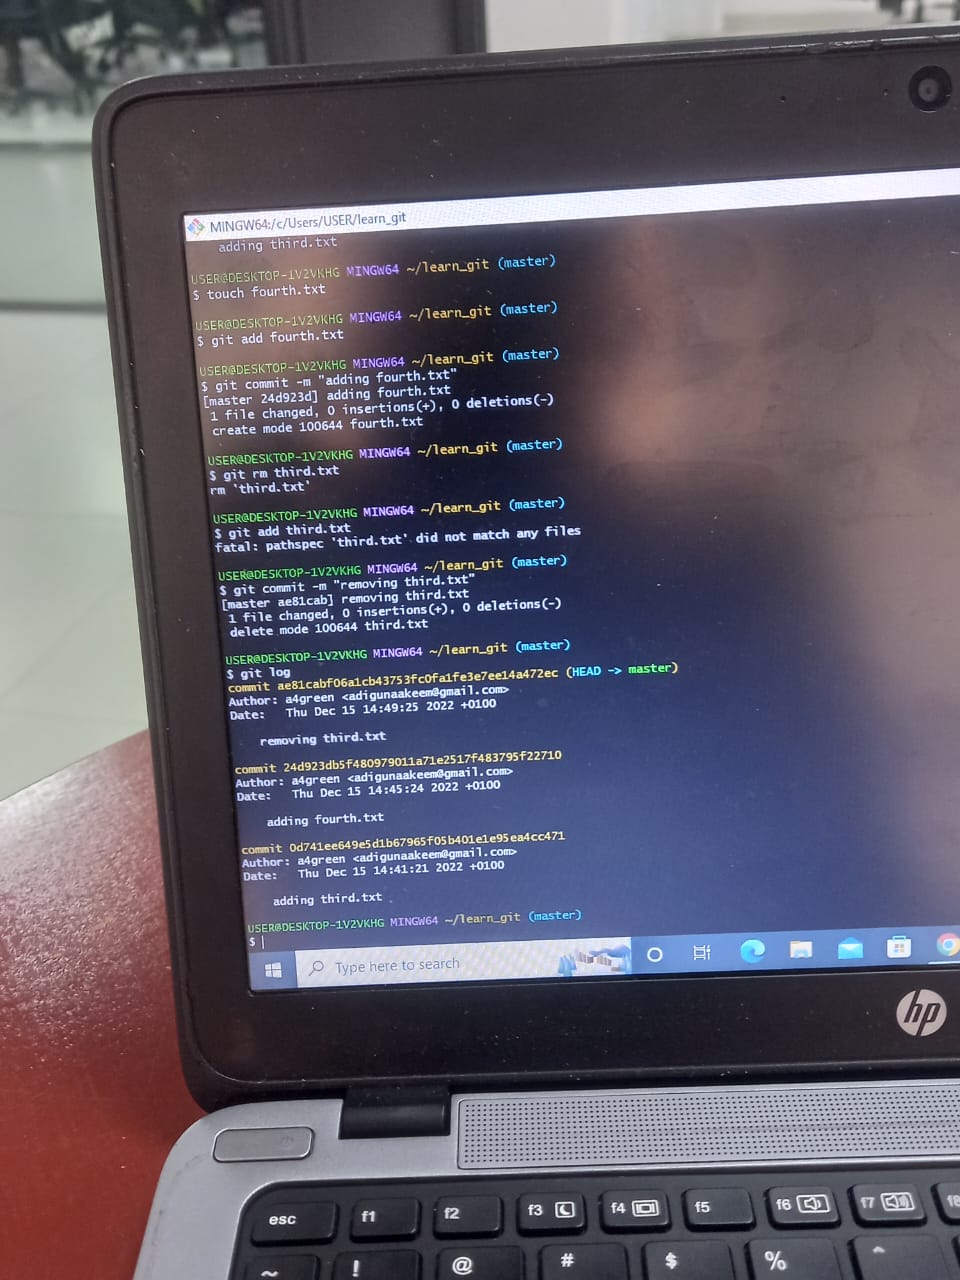 MINGW64:/c/Users/USER/learn_git
adding third.txt
USER@DESKTOP-1V2VKHG MINGW64 ~/learn_git (master)
$ touch fourth.txt
USER@DESKTOP-1V2VKHG MINGW64 ~/learn_git (master)
$ git add fourth.txt
USER@DESKTOP-1V2VKHG MINGW64 ~/learn_git (master)
$ git commit -m "adding fourth.txt"
[master 24d923d] adding fourth.txt
1 file changed, 0 insertions(+), 0 deletions(-)
create mode 100644 fourth.txt
USER@DESKTOP-1V2VKHG MINGW64 ~/learn_git (master)
$ git rm third.txt
rm 'third.txt'
USER@DESKTOP-1V2VKHG MINGW64 ~/learn_git (master)
$ git add third.txt
fatal: pathspec 'third.txt' did not match any files
USER@DESKTOP-1V2VKHG MINGW64 ~/learn_git (master)
$ git commit -m "removing third.txt"
[master ae81cab] removing third.txt
1 file changed, 0 insertions(+), 0 deletions(-)
delete mode 100644 third.txt
USER@DESKTOP-1V2VKHG MINGW64 ~/learn_git (master)
$ git log
commit ae81cabf06a1cb43753fc0fa1fe3e7ee14a472ec (HEAD -> master)
Author: a4green <adigunaakeem@gmail.com>
Date: Thu Dec 15 14:49:25 2022 +0100
removing third.txt
commit 24d923db5f480979011a71e2517f483795f22710
Author: a4green <adigunaakeem@gmail.com>
Date: Thu Dec 15 14:45:24 2022 +0100
adding fourth.txt
commit 0d741ee649e5d1b67965f05b401e1e95ea4cc471
Author: a4green <adigunaakeem@gmail.com>
Date: Thu Dec 15 14:41:21 2022 +0100
adding third.txt
USER@DESKTOP-1V2VKHG MINGW64 ~/learn_git (master)
$
Type here to search
hp
esc f1 f2 f3 f4 f5 f6 f7 f8
~ ! @ # $ % ^